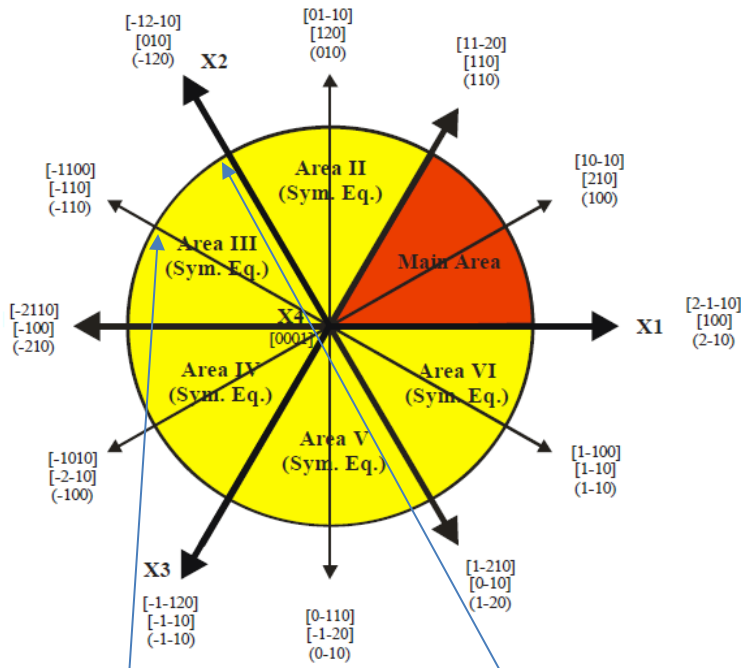 [-12-10]
[010]
(-120)
X2
[01-10]
[120]
(010)
[11-20]
[110]
(110)
[-1100]
[-110]
(-110)
Area II
(Sym. Eq.)
[10-10]
[210]
(100)
Area III
(Sym. Eq.)
Main Area
[-2110]
[-100]
(-210)
X4
[0001]
X1
[2-1-10]
[100]
(2-10)
Area IV
(Sym. Eq.)
Area VI
(Sym. Eq.)
[-1010]
[-2-10]
(-100)
Area V
(Sym. Eq.)
[1-100]
[1-10]
(1-10)
X3
[-1-120]
[-1-10]
(-1-10)
[0-110]
[-1-20]
(0-10)
[1-210]
[0-10]
(1-20)